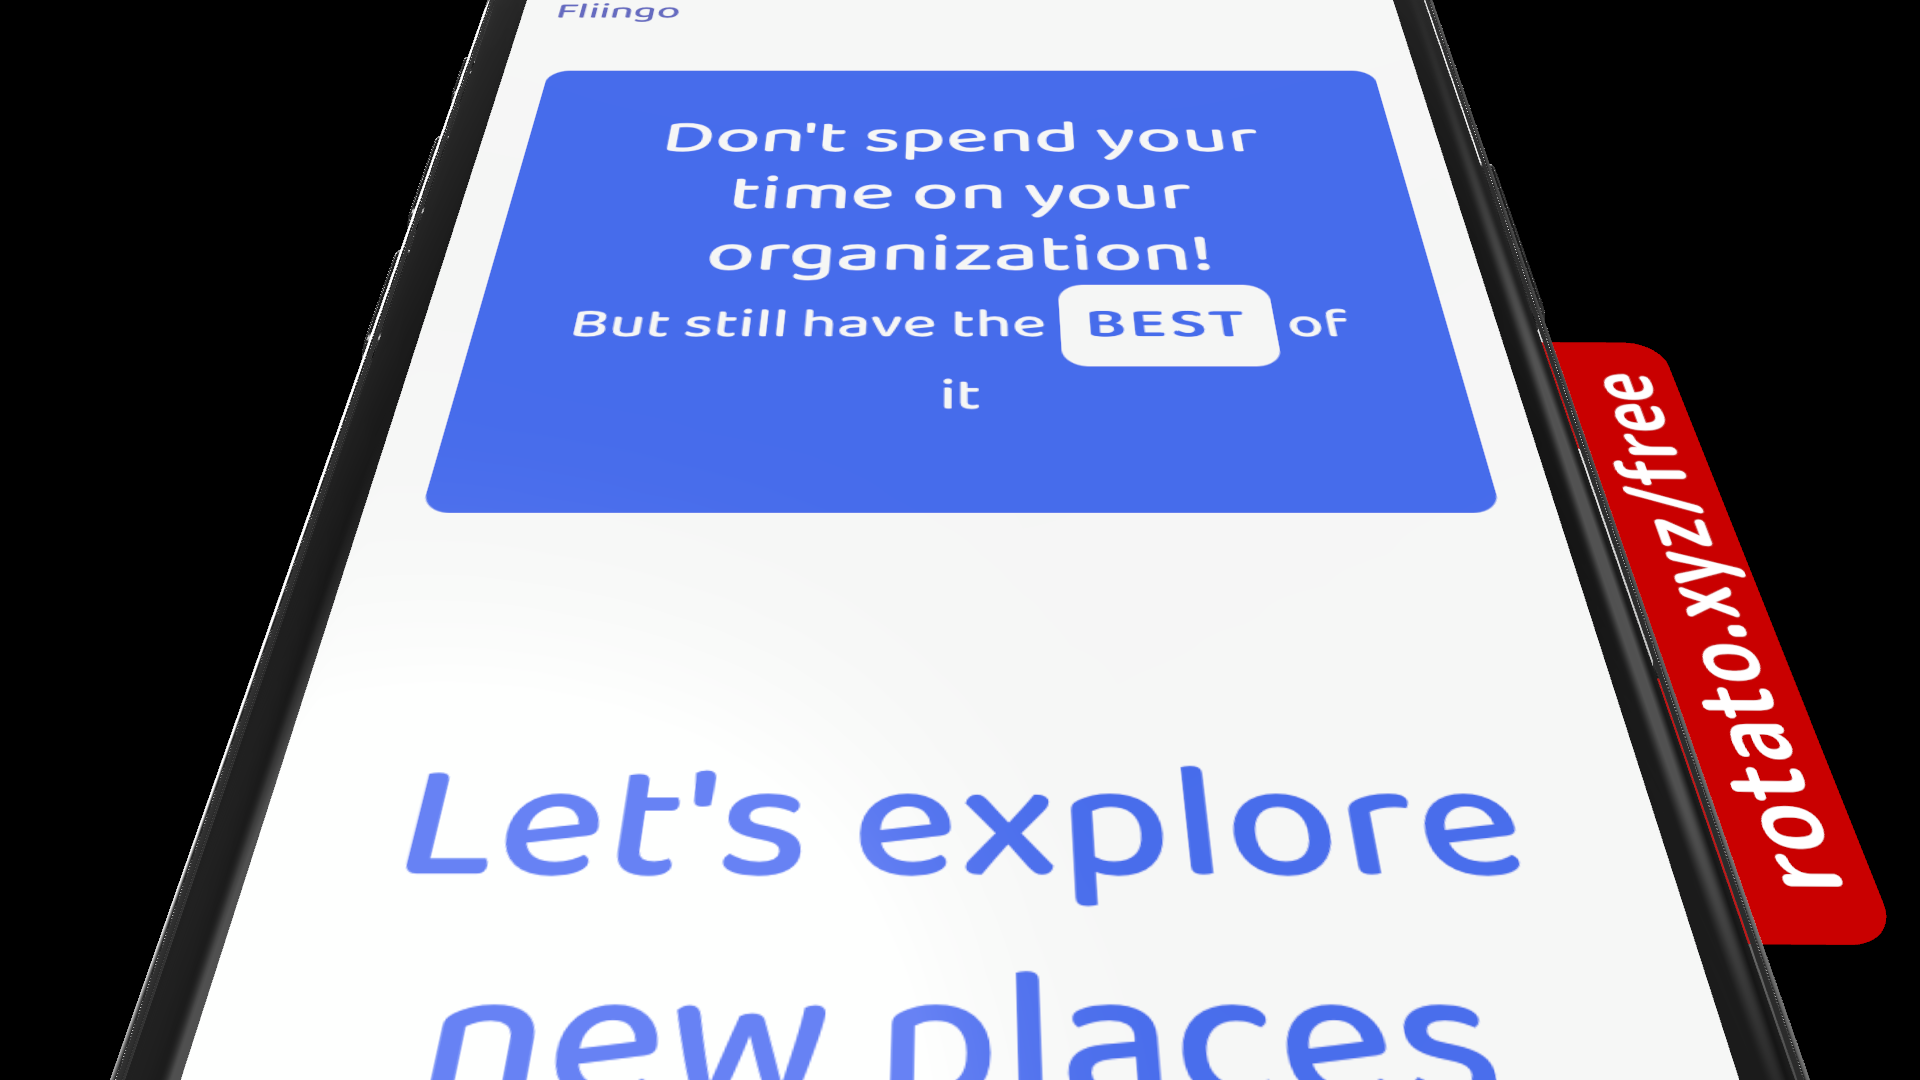 Fliingo
Don't spend your
time on your
organization!
But still have the BEST of
it
Let's explore
new places
rotato.xyz/free